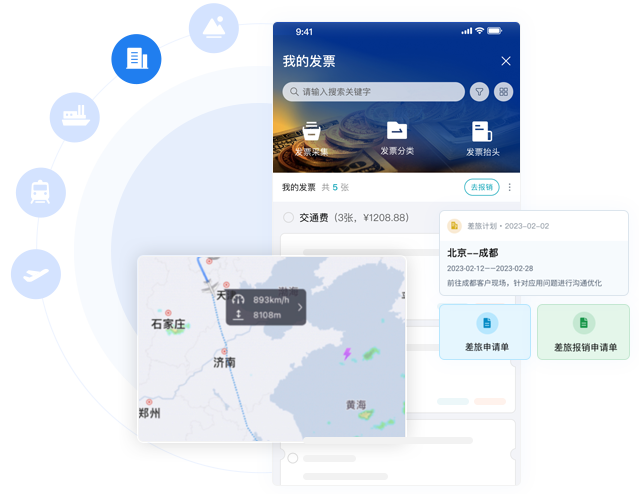 9:41
我的发票
请输入搜索关键字
发票采集
发票分类
发票抬头
我的发票 共 5 张
去报销
交通费（3张，¥1208.88）
差旅计划 • 2023-02-02
北京--成都
2023-02-12——2023-02-28
前往成都客户现场，针对应用问题进行沟通优化
差旅申请单
差旅报销申请单
渤海
893km/h
8108m
石家庄
济南
黄海
郑州